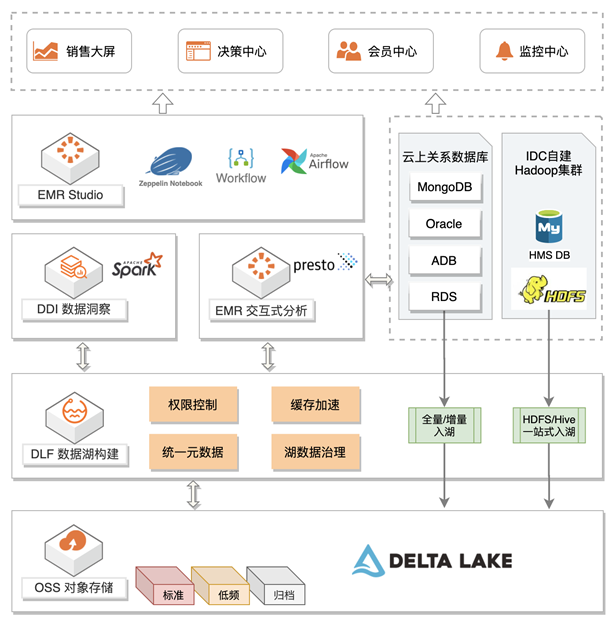 销售大屏
决策中心
会员中心
监控中心
EMR Studio
Zeppelin Notebook
Workflow
Apache
Airflow
云上关系数据库
MongoDB
Oracle
ADB
RDS
IDC自建
Hadoop集群
My
HMS DB
HDFS
DDI 数据洞察
APACHE
Spark
EMR 交互式分析
presto
DLF 数据湖构建
权限控制
缓存加速
统一元数据
湖数据治理
全量/增量
入湖
HDFS/Hive
一站式入湖
OSS 对象存储
标准
低频
归档
DELTA LAKE